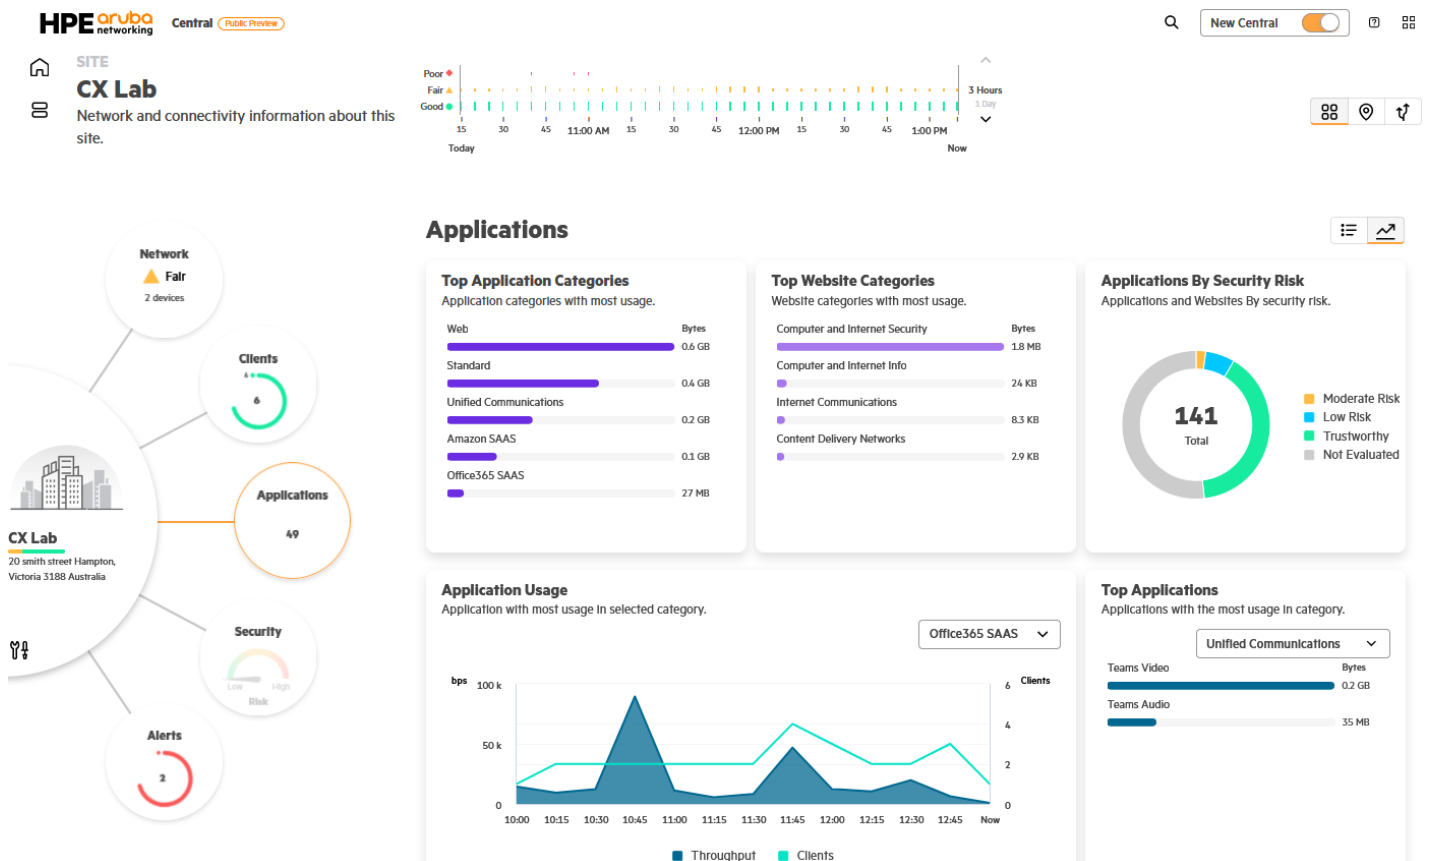 HPE aruba networking Central Public Preview
New Central
SITE
CX Lab
Network and connectivity information about this
site.
Poor
Fair
Good
3 Hours
1 Day
15 30 45 11:00 AM 15 30 45 12:00 PM 15 30 45 1:00 PM
Today Now
Network
Fair
2 devices
Clients
6
6
Applications
49
CX Lab
20 smith street Hampton,
Victoria 3188 Australia
Security
Low High
Risk
Alerts
2
Applications
Top Application Categories
Application categories with most usage.
Web Bytes
0.6 GB
Standard
0.4 GB
Unified Communications
0.2 GB
Amazon SAAS
0.1 GB
Office365 SAAS
27 MB
Top Website Categories
Website categories with most usage.
Computer and Internet Security Bytes
1.8 MB
Computer and Internet Info
24 KB
Internet Communications
8.3 KB
Content Delivery Networks
2.9 KB
Applications By Security Risk
Applications and Websites By security risk.
141
Total
Moderate Risk
Low Risk
Trustworthy
Not Evaluated
Application Usage
Application with most usage in selected category.
Office365 SAAS
bps 100 k 6 Clients
4
50 k
2
0 0
10:00 10:15 10:30 10:45 11:00 11:15 11:30 11:45 12:00 12:15 12:30 12:45 Now
Throughput Clients
Top Applications
Applications with the most usage in category.
Unified Communications
Teams Video Bytes
0.2 GB
Teams Audio
35 MB